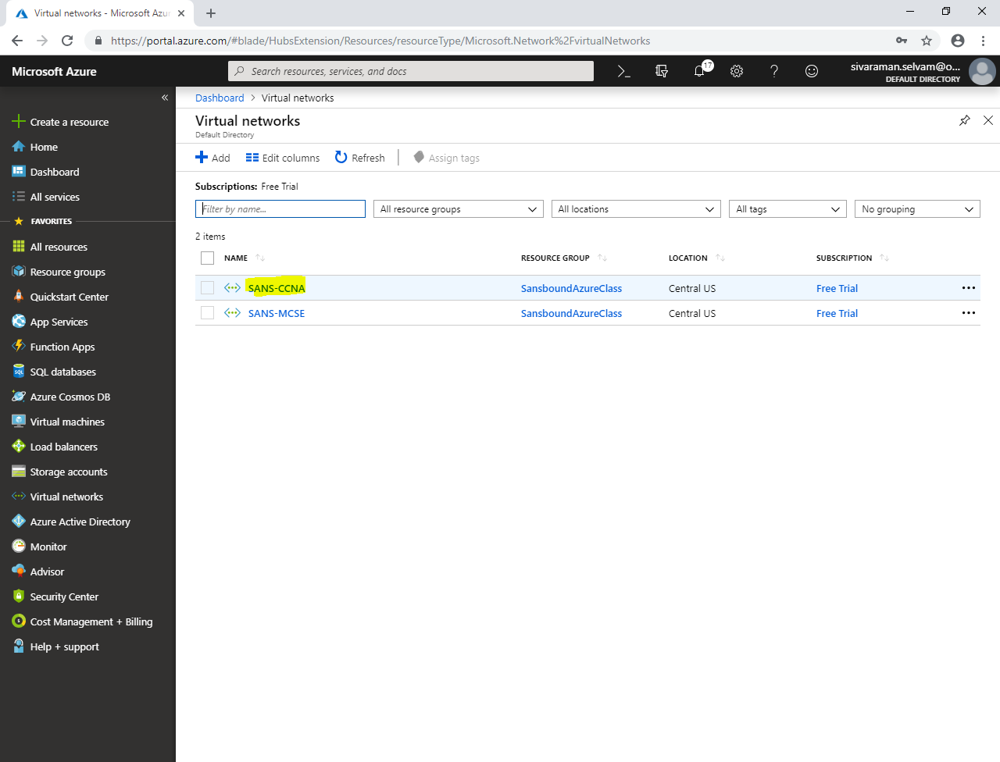 Virtual networks - Microsoft Azur
https://portal.azure.com/#blade/HubsExtension/Resources/resourceType/Microsoft.Network%2FvirtualNetworks
Microsoft Azure
Search resources, services, and docs
17
sivaraman.selvam@o...
DEFAULT DIRECTORY
Create a resource
Home
Dashboard
All services
FAVORITES
All resources
Resource groups
Quickstart Center
App Services
Function Apps
SQL databases
Azure Cosmos DB
Virtual machines
Load balancers
Storage accounts
Virtual networks
Azure Active Directory
Monitor
Advisor
Security Center
Cost Management + Billing
Help + support
Dashboard > Virtual networks
Virtual networks
Default Directory
Add Edit columns Refresh Assign tags
Subscriptions: Free Trial
Filter by name... All resource groups All locations All tags No grouping
2 items
NAME RESOURCE GROUP LOCATION SUBSCRIPTION
SANS-CCNA SansboundAzureClass Central US Free Trial
SANS-MCSE SansboundAzureClass Central US Free Trial